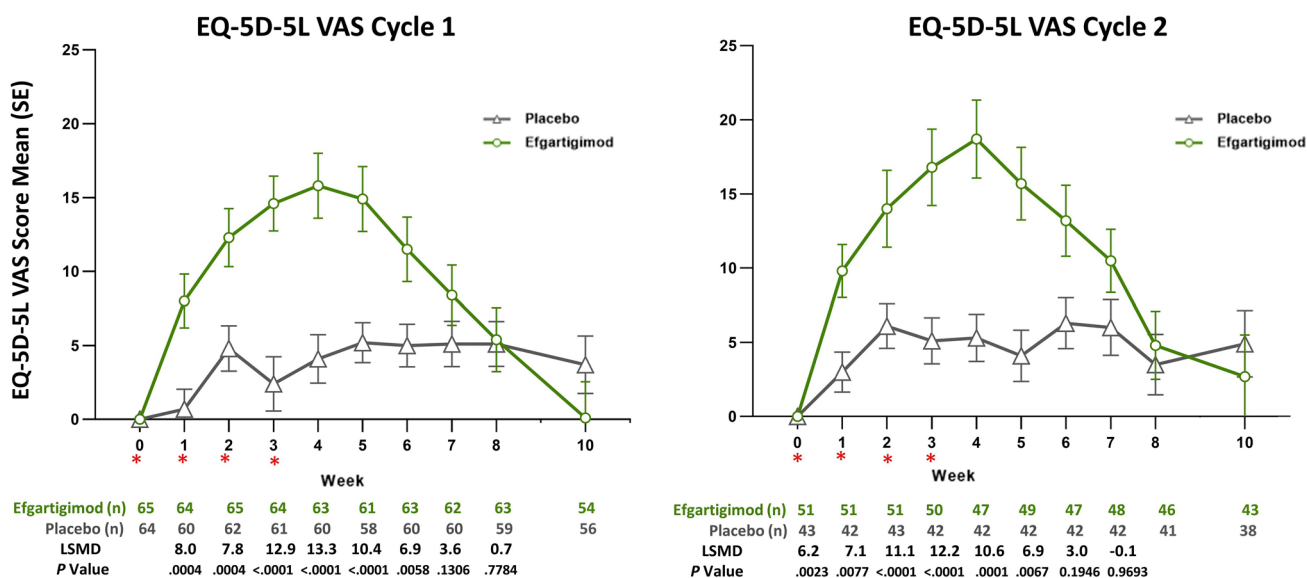 EQ-5D-5L VAS Cycle 1
EQ-5D-5L VAS Score Mean (SE)
25
20
15
10
5
0
Placebo
Efgartigimod
0 1 2 3 4 5 6 7 8 10
* * * *
Week
Efgartigimod (n) 65 64 65 64 63 61 63 62 63 54
Placebo (n) 64 60 62 61 60 58 60 60 59 56
LSMD 8.0 7.8 12.9 13.3 10.4 6.9 3.6 0.7
P Value .0004 .0004 <.0001 <.0001 <.0001 .0058 .1306 .7784
EQ-5D-5L VAS Cycle 2
25
20
15
10
5
0
Placebo
Efgartigimod
0 1 2 3 4 5 6 7 8 10
* * * *
Week
Efgartigimod (n) 51 51 51 50 47 49 47 48 46 43
Placebo (n) 43 42 43 42 42 42 42 42 41 38
LSMD 6.2 7.1 11.1 12.2 10.6 6.9 3.0 -0.1
P Value .0023 .0077 <.0001 <.0001 .0001 .0067 0.1946 0.9693